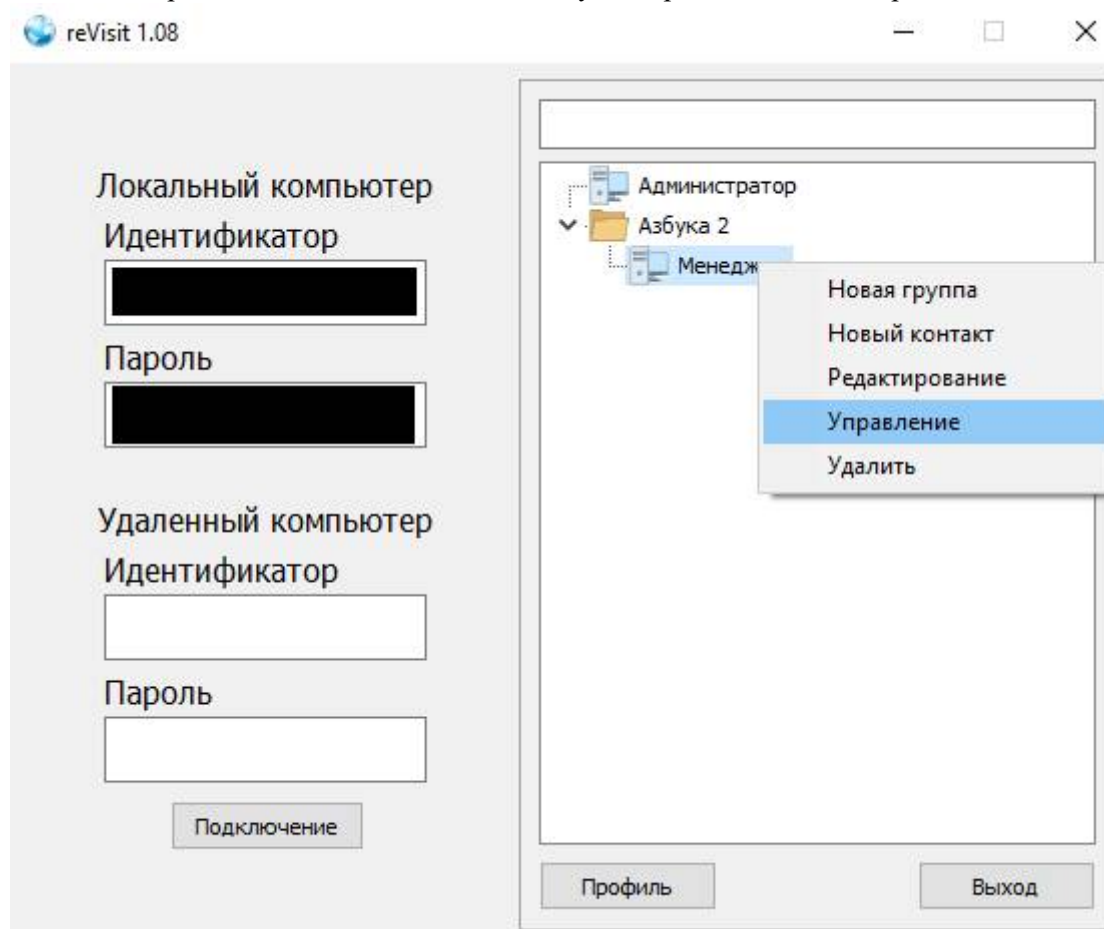 reVisit 1.08
Локальный компьютер
Идентификатор
Пароль
Удаленный компьютер
Идентификатор
Пароль
Подключение
Администратор
Азбука 2
Менедж
Новая группа
Новый контакт
Редактирование
Управление
Удалить
Профиль
Выход